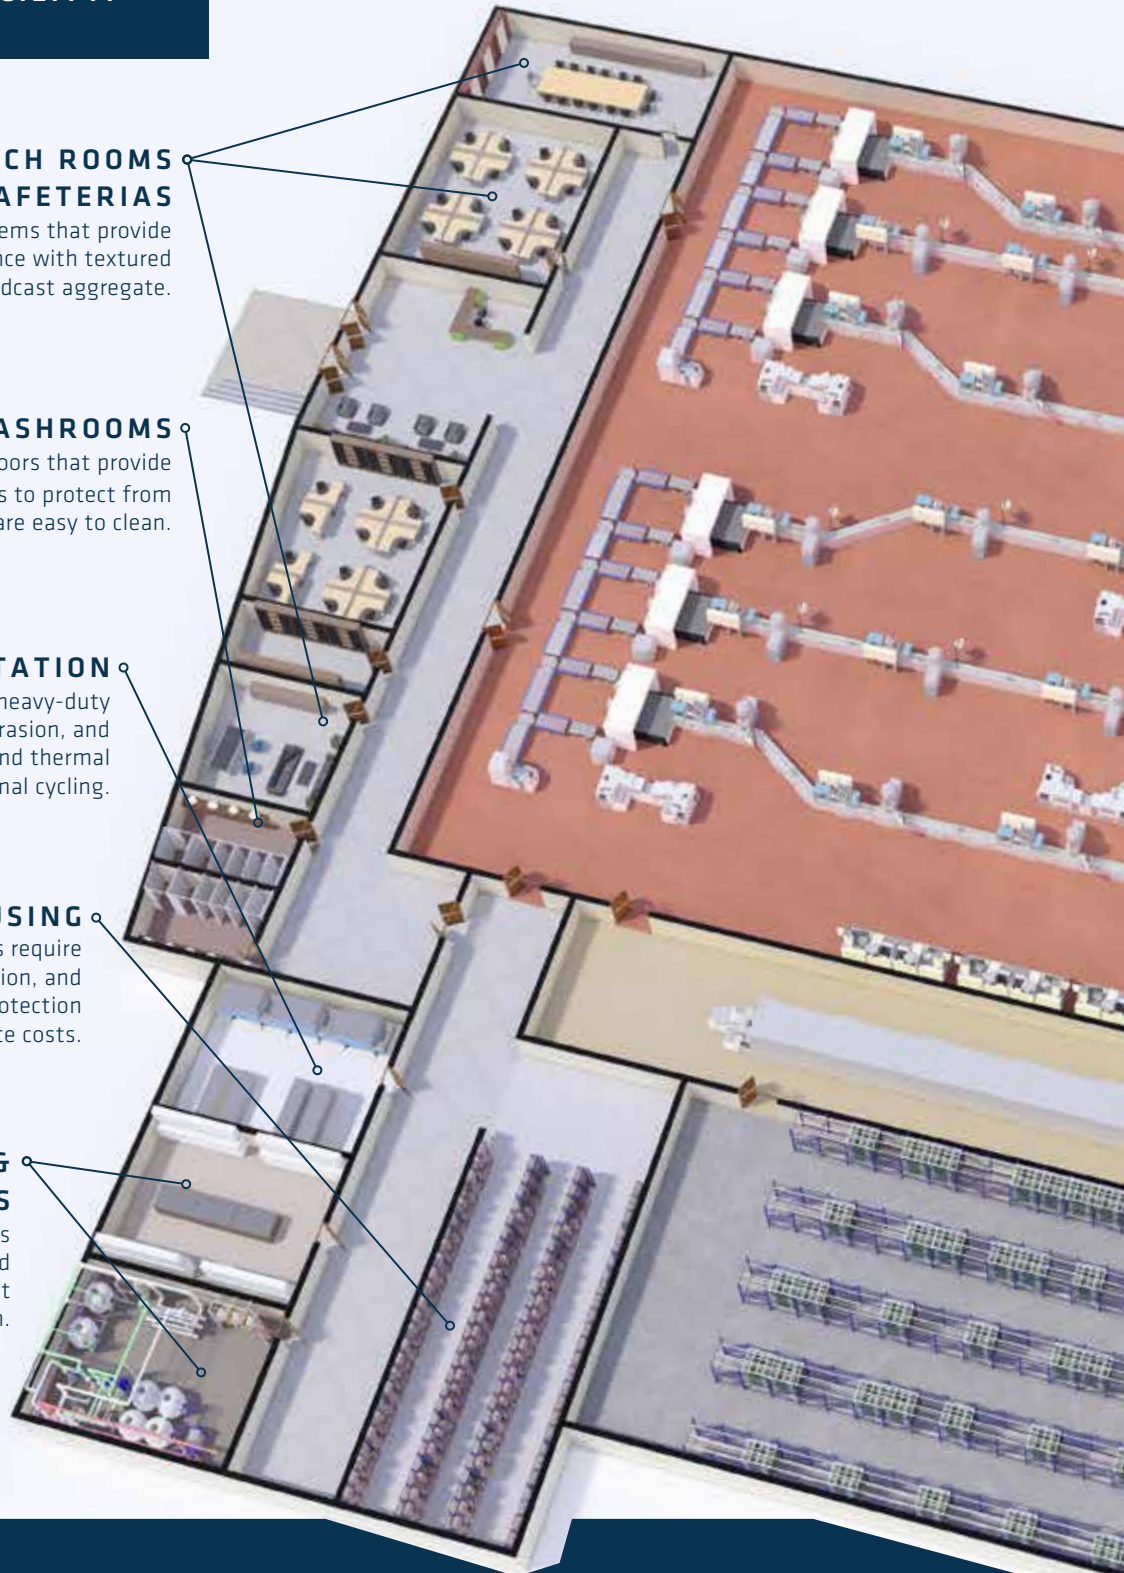 CH ROOMS
AFETERIAS
ems that provide
nce with textured
dcast aggregate.
ASHROOMS
oors that provide
s to protect from
are easy to clean.
TATION
heavy-duty
rasion, and
nd thermal
nal cycling.
USING
s require
ion, and
otection
te costs.
&
S
s
d
t
n.